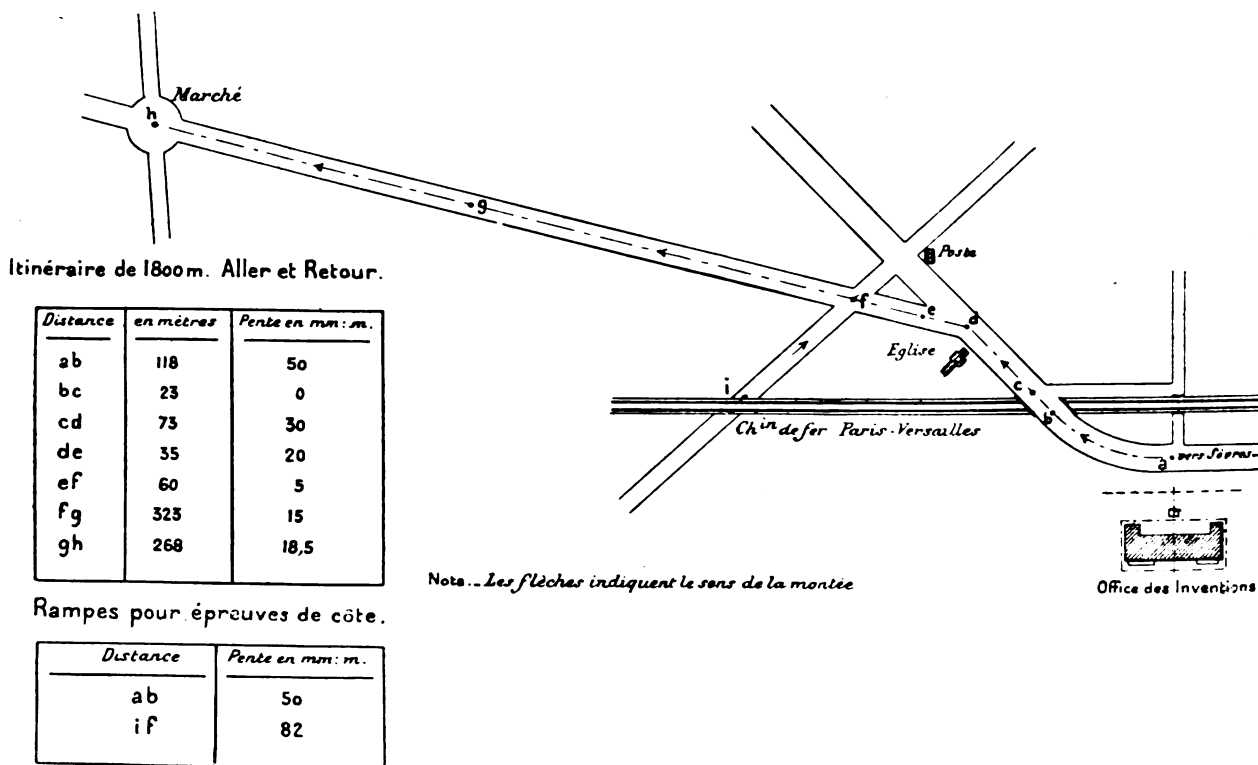 Marché
h
g
Poste
f
e
d
Eglise
i
c
b
Chin de fer Paris-Versailles
a
vers Sèvres
Itinéraire de 1800m. Aller et Retour.
Distance en mètres Pente en mm: m.
ab 118 50
bc 23 0
cd 73 30
de 35 20
ef 60 5
fg 323 15
gh 268 18,5
Nota._ Les flèches indiquent le sens de la montée
Office des Inventions
Rampes pour épreuves de côte.
Distance Pente en mm: m.
ab 50
if 82